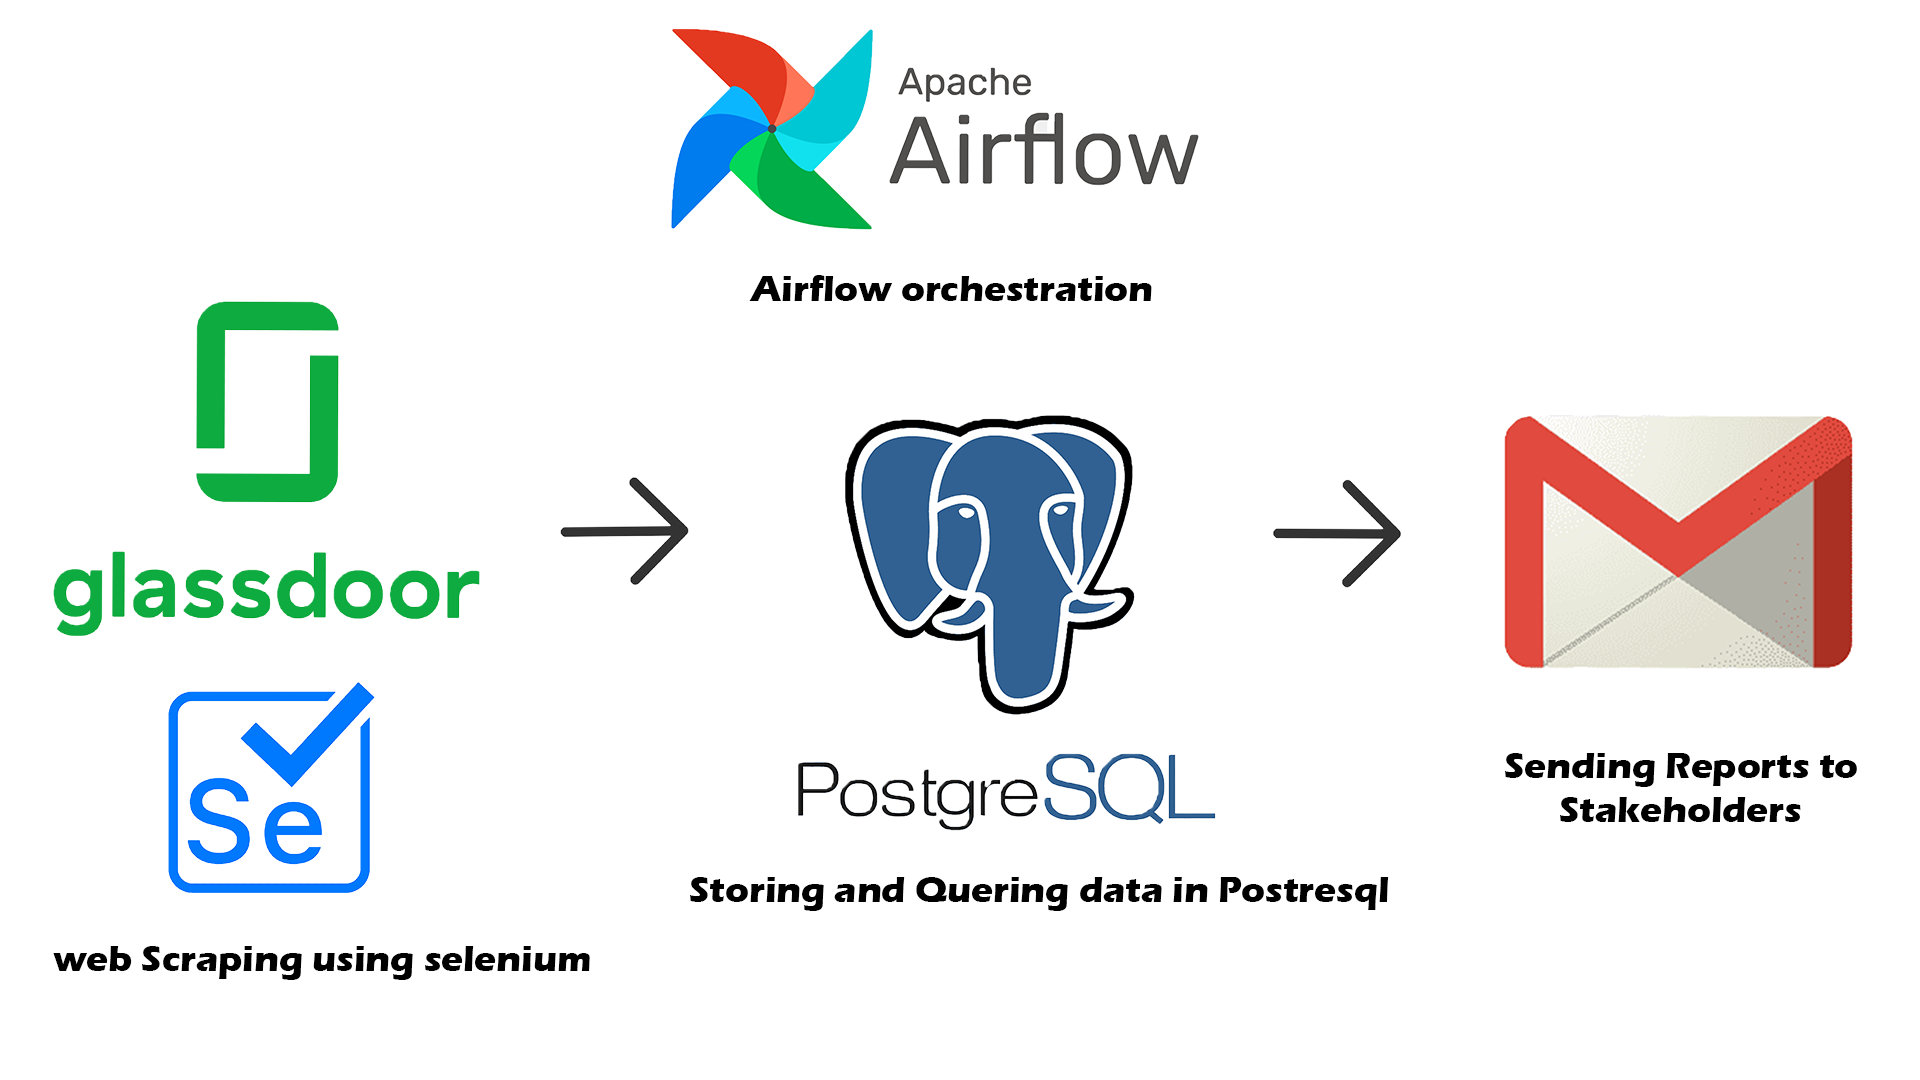 Apache
Airflow
Airflow orchestration
glassdoor
Se
web Scraping using selenium
PostgreSQL
Storing and Quering data in Postresql
Sending Reports to
Stakeholders